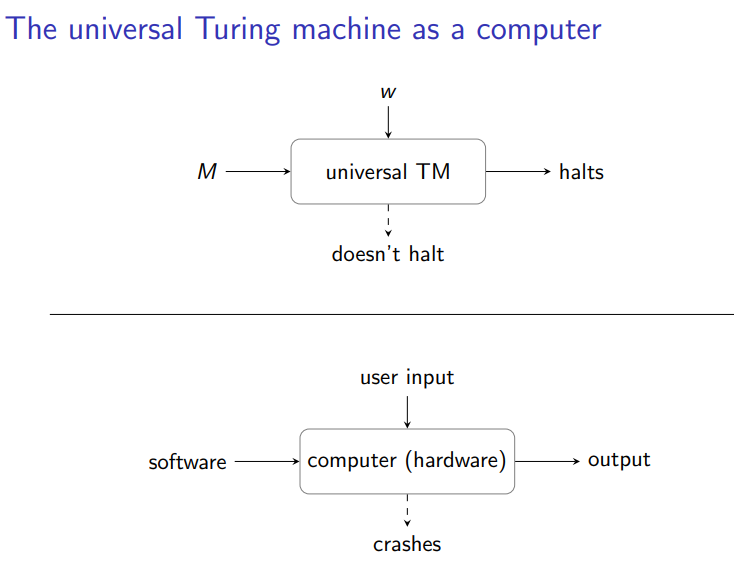 The universal Turing machine as a computer
w
M
universal TM
halts
doesn't halt
user input
software
computer (hardware)
output
crashes